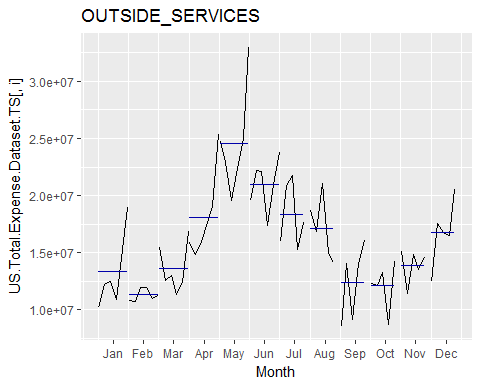 OUTSIDE_SERVICES
US.Total.Expense.Dataset.TS[, i]
3.0e+07
2.5e+07
2.0e+07
1.5e+07
1.0e+07
Jan Feb Mar Apr May Jun Jul Aug Sep Oct Nov Dec
Month